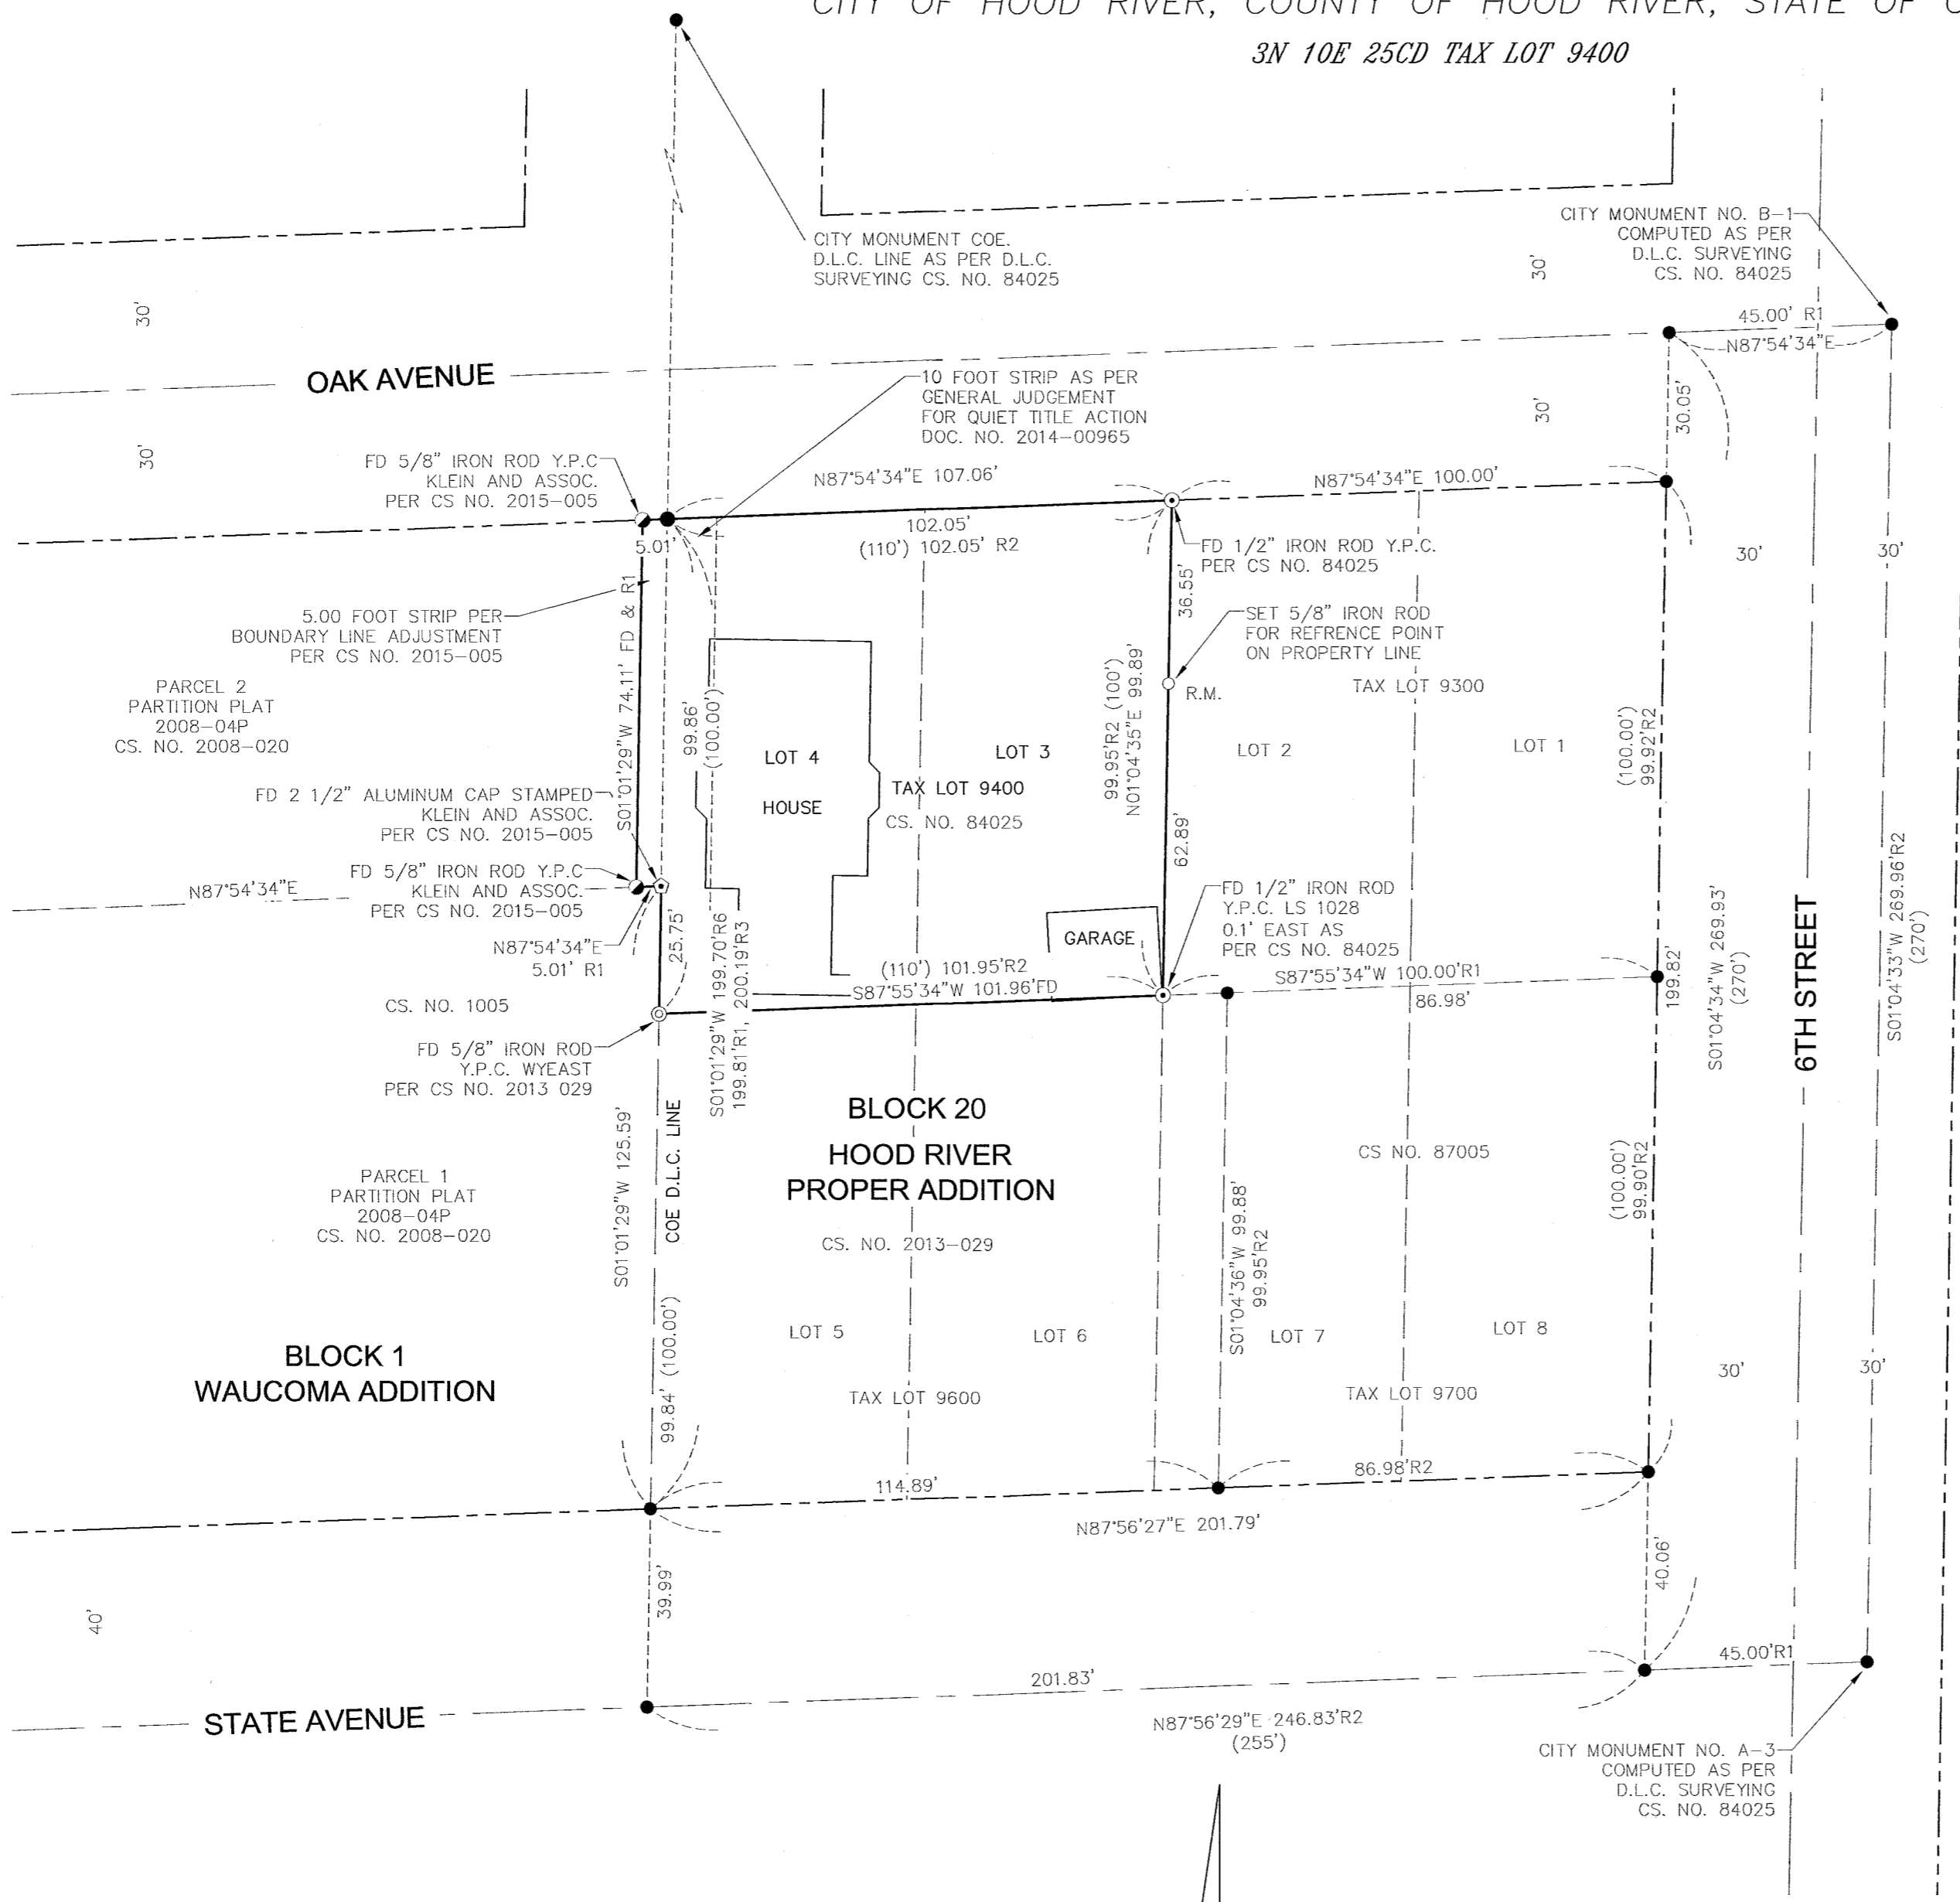 CITY OF HOOD RIVER, COUNTY OF HOOD RIVER, STATE OF
3N 10E 25CD TAX LOT 9400
CITY MONUMENT COE.
D.L.C. LINE AS PER D.L.C.
SURVEYING CS. NO. 84025
CITY MONUMENT NO. B-1
COMPUTED AS PER
D.L.C. SURVEYING
CS. NO. 84025
30'
30'
45.00' R1
N87°54'34"E
OAK AVENUE
10 FOOT STRIP AS PER
GENERAL JUDGEMENT
FOR QUIET TITLE ACTION
DOC. NO. 2014-00965
30'
30'
30.05'
FD 5/8" IRON ROD Y.P.C
KLEIN AND ASSOC.
PER CS NO. 2015-005
N87°54'34"E 107.06'
N87°54'34"E 100.00'
5.01'
102.05'
(110') 102.05' R2
FD 1/2" IRON ROD Y.P.C.
PER CS NO. 84025
30'
30'
36.55'
5.00 FOOT STRIP PER
BOUNDARY LINE ADJUSTMENT
PER CS NO. 2015-005
S01°01'29"W 74.11' FD & R1
SET 5/8" IRON ROD
FOR REFRENCE POINT
ON PROPERTY LINE
R.M.
TAX LOT 9300
PARCEL 2
PARTITION PLAT
2008-04P
CS. NO. 2008-020
99.86'
(100.00')
99.95'R2 (100')
N01°04'35"E 99.89'
LOT 4
HOUSE
LOT 3
TAX LOT 9400
CS. NO. 84025
LOT 2
LOT 1
(100.00')
99.92'R2
62.89'
FD 2 1/2" ALUMINUM CAP STAMPED
KLEIN AND ASSOC.
PER CS NO. 2015-005
FD 5/8" IRON ROD Y.P.C
KLEIN AND ASSOC.
PER CS NO. 2015-005
N87°54'34"E
N87°54'34"E
5.01' R1
25.75'
FD 1/2" IRON ROD
Y.P.C. LS 1028
0.1' EAST AS
PER CS NO. 84025
GARAGE
(110') 101.95'R2
S87°55'34"W 101.96'FD
S87°55'34"W 100.00'R1
86.98'
199.82'
S01°04'34"W 269.93'
(270')
6TH STREET
S01°04'33"W 269.96'R2
(270')
CS. NO. 1005
FD 5/8" IRON ROD
Y.P.C. WYEAST
PER CS NO. 2013 029
S01°01'29"W 199.70'R6
199.81'R1, 200.19'R3
BLOCK 20
HOOD RIVER
PROPER ADDITION
CS. NO. 2013-029
CS NO. 87005
S01°01'29"W 125.59'
COE D.L.C. LINE
PARCEL 1
PARTITION PLAT
2008-04P
CS. NO. 2008-020
S01°04'36"W 99.88'
99.95'R2
(100.00')
99.90'R2
BLOCK 1
WAUCOMA ADDITION
99.84' (100.00')
LOT 5
LOT 6
LOT 7
LOT 8
TAX LOT 9600
TAX LOT 9700
30'
30'
114.89'
86.98'R2
N87°56'27"E 201.79'
40'
39.99'
40.06'
STATE AVENUE
201.83'
45.00'R1
N87°56'29"E 246.83'R2
(255')
CITY MONUMENT NO. A-3
COMPUTED AS PER
D.L.C. SURVEYING
CS. NO. 84025